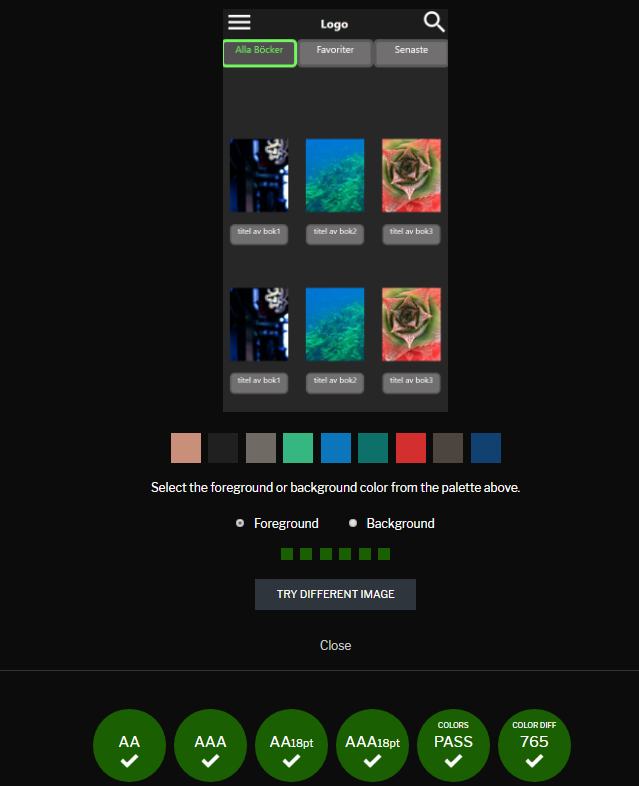 Logo
Alla Böcker Favoriter Senaste
titel av bok1 titel av bok2 titel av bok3
titel av bok1 titel av bok2 titel av bok3
Select the foreground or background color from the palette above.
Foreground Background
TRY DIFFERENT IMAGE
Close
AA AAA AA18pt AAA18pt COLORS PASS COLOR DIFF 765